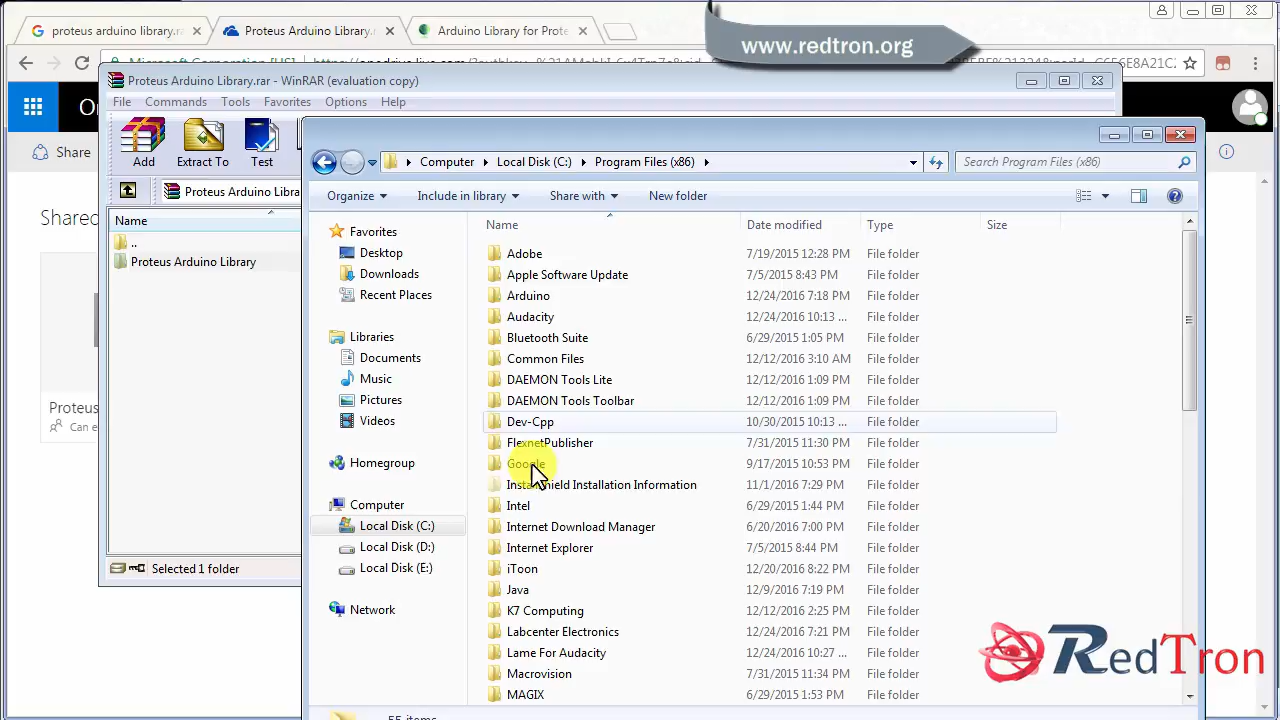 proteus arduino library.ra
Proteus Arduino Library.
Arduino Library for Prote
www.redtron.org
Proteus Arduino Library.rar - WinRAR (evaluation copy)
File Commands Tools Favorites Options Help
Add
Extract To
Test
Share
Proteus Arduino Libra
Name
..
Proteus Arduino Library
Selected 1 folder
Shared
Proteus
Can e
Computer
Local Disk (C:)
Program Files (x86)
Search Program Files (x86)
Organize
Include in library
Share with
New folder
Favorites
Desktop
Downloads
Recent Places
Libraries
Documents
Music
Pictures
Videos
Homegroup
Computer
Local Disk (C:)
Local Disk (D:)
Local Disk (E:)
Network
Name Date modified Type Size
Adobe 7/19/2015 12:28 PM File folder
Apple Software Update 7/5/2015 8:43 PM File folder
Arduino 12/24/2016 7:18 PM File folder
Audacity 12/24/2016 10:13 ... File folder
Bluetooth Suite 6/29/2015 1:05 PM File folder
Common Files 12/12/2016 3:10 AM File folder
DAEMON Tools Lite 12/12/2016 1:09 PM File folder
DAEMON Tools Toolbar 12/12/2016 1:09 PM File folder
Dev-Cpp 10/30/2015 10:13 ... File folder
FlexnetPublisher 7/31/2015 11:30 PM File folder
Google 9/17/2015 10:53 PM File folder
InstallShield Installation Information 11/1/2016 7:29 PM File folder
Intel 6/29/2015 1:44 PM File folder
Internet Download Manager 6/20/2016 7:00 PM File folder
Internet Explorer 7/5/2015 8:44 PM File folder
iToon 12/20/2016 8:22 PM File folder
Java 12/9/2016 7:19 PM File folder
K7 Computing 12/12/2016 2:25 PM File folder
Labcenter Electronics 12/24/2016 7:21 PM File folder
Lame For Audacity 12/24/2016 10:27 ... File folder
Macrovision 7/31/2015 11:34 PM File folder
MAGIX 6/29/2015 1:53 PM File folder
55 items
RedTron